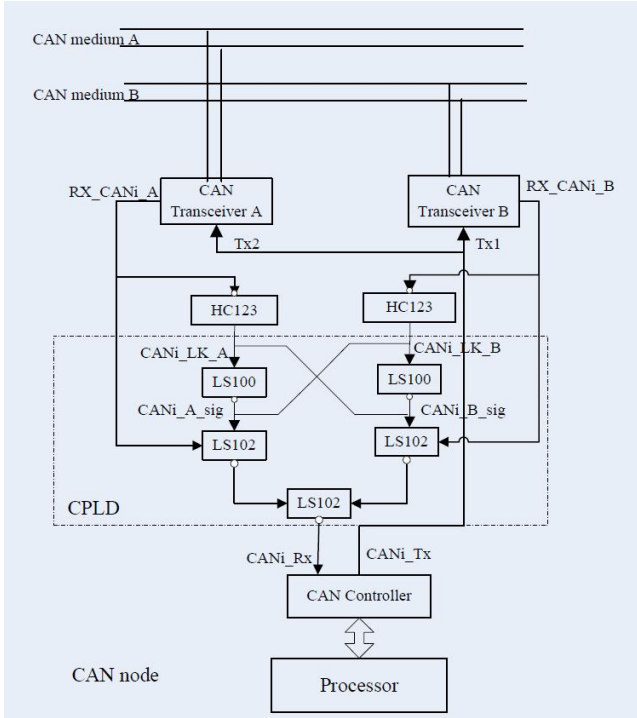 CAN medium A
CAN medium B
RX_CANi_A
CAN
Transceiver A
CAN
Transceiver B
RX_CANi_B
Tx2
Tx1
HC123
HC123
CANi_LK_A
CANi_LK_B
LS100
LS100
CANi_A_sig
CANi_B_sig
LS102
LS102
LS102
CPLD
CANi_Rx
CANi_Tx
CAN Controller
CAN node
Processor